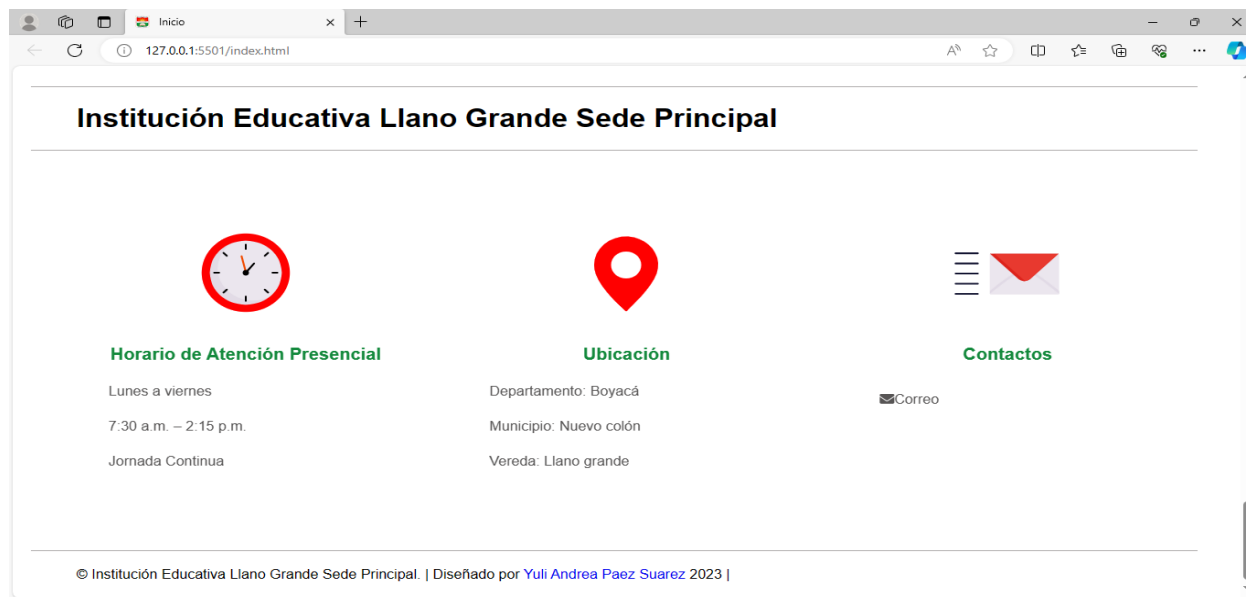 Inicio
127.0.0.1:5501/index.html
Institución Educativa Llano Grande Sede Principal
Horario de Atención Presencial
Lunes a viernes
7:30 a.m. – 2:15 p.m.
Jornada Continua
Ubicación
Departamento: Boyacá
Municipio: Nuevo colón
Vereda: Llano grande
Contactos
Correo
© Institución Educativa Llano Grande Sede Principal. | Diseñado por Yuli Andrea Paez Suarez 2023 |